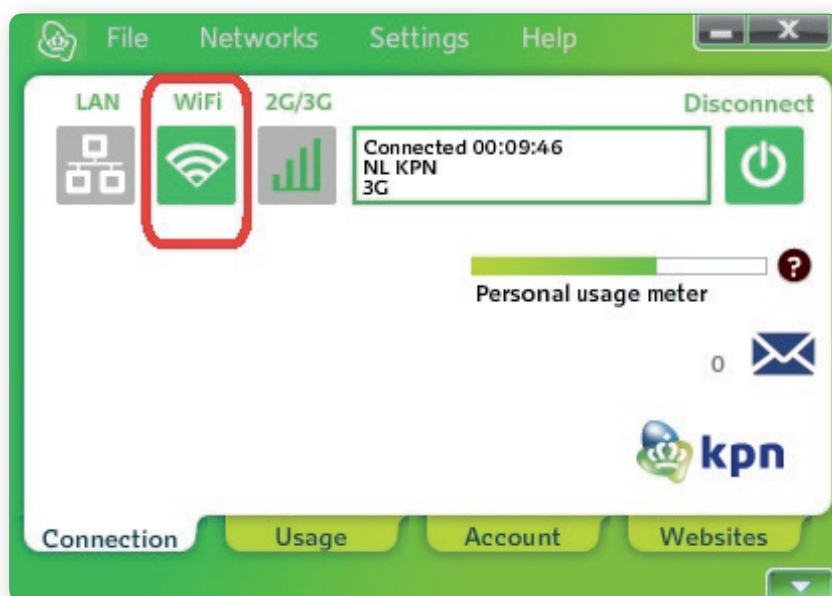 File Networks Settings Help
LAN WiFi 2G/3G Disconnect
Connected 00:09:46
NL KPN
3G
?
Personal usage meter
0
kpn
Connection Usage Account Websites